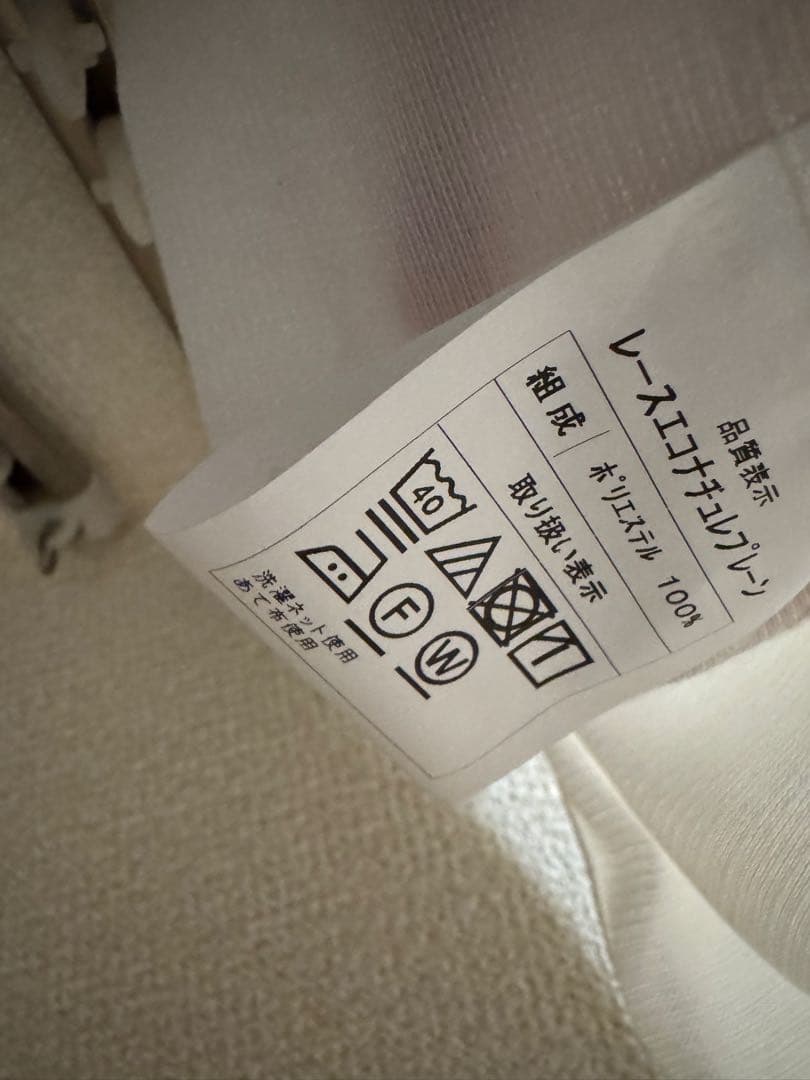 品質表示
レースエコナチュレプレーン
組成
ポリエステル 100%
取り扱い表示
40
F
W
洗濯ネット使用
あて布使用